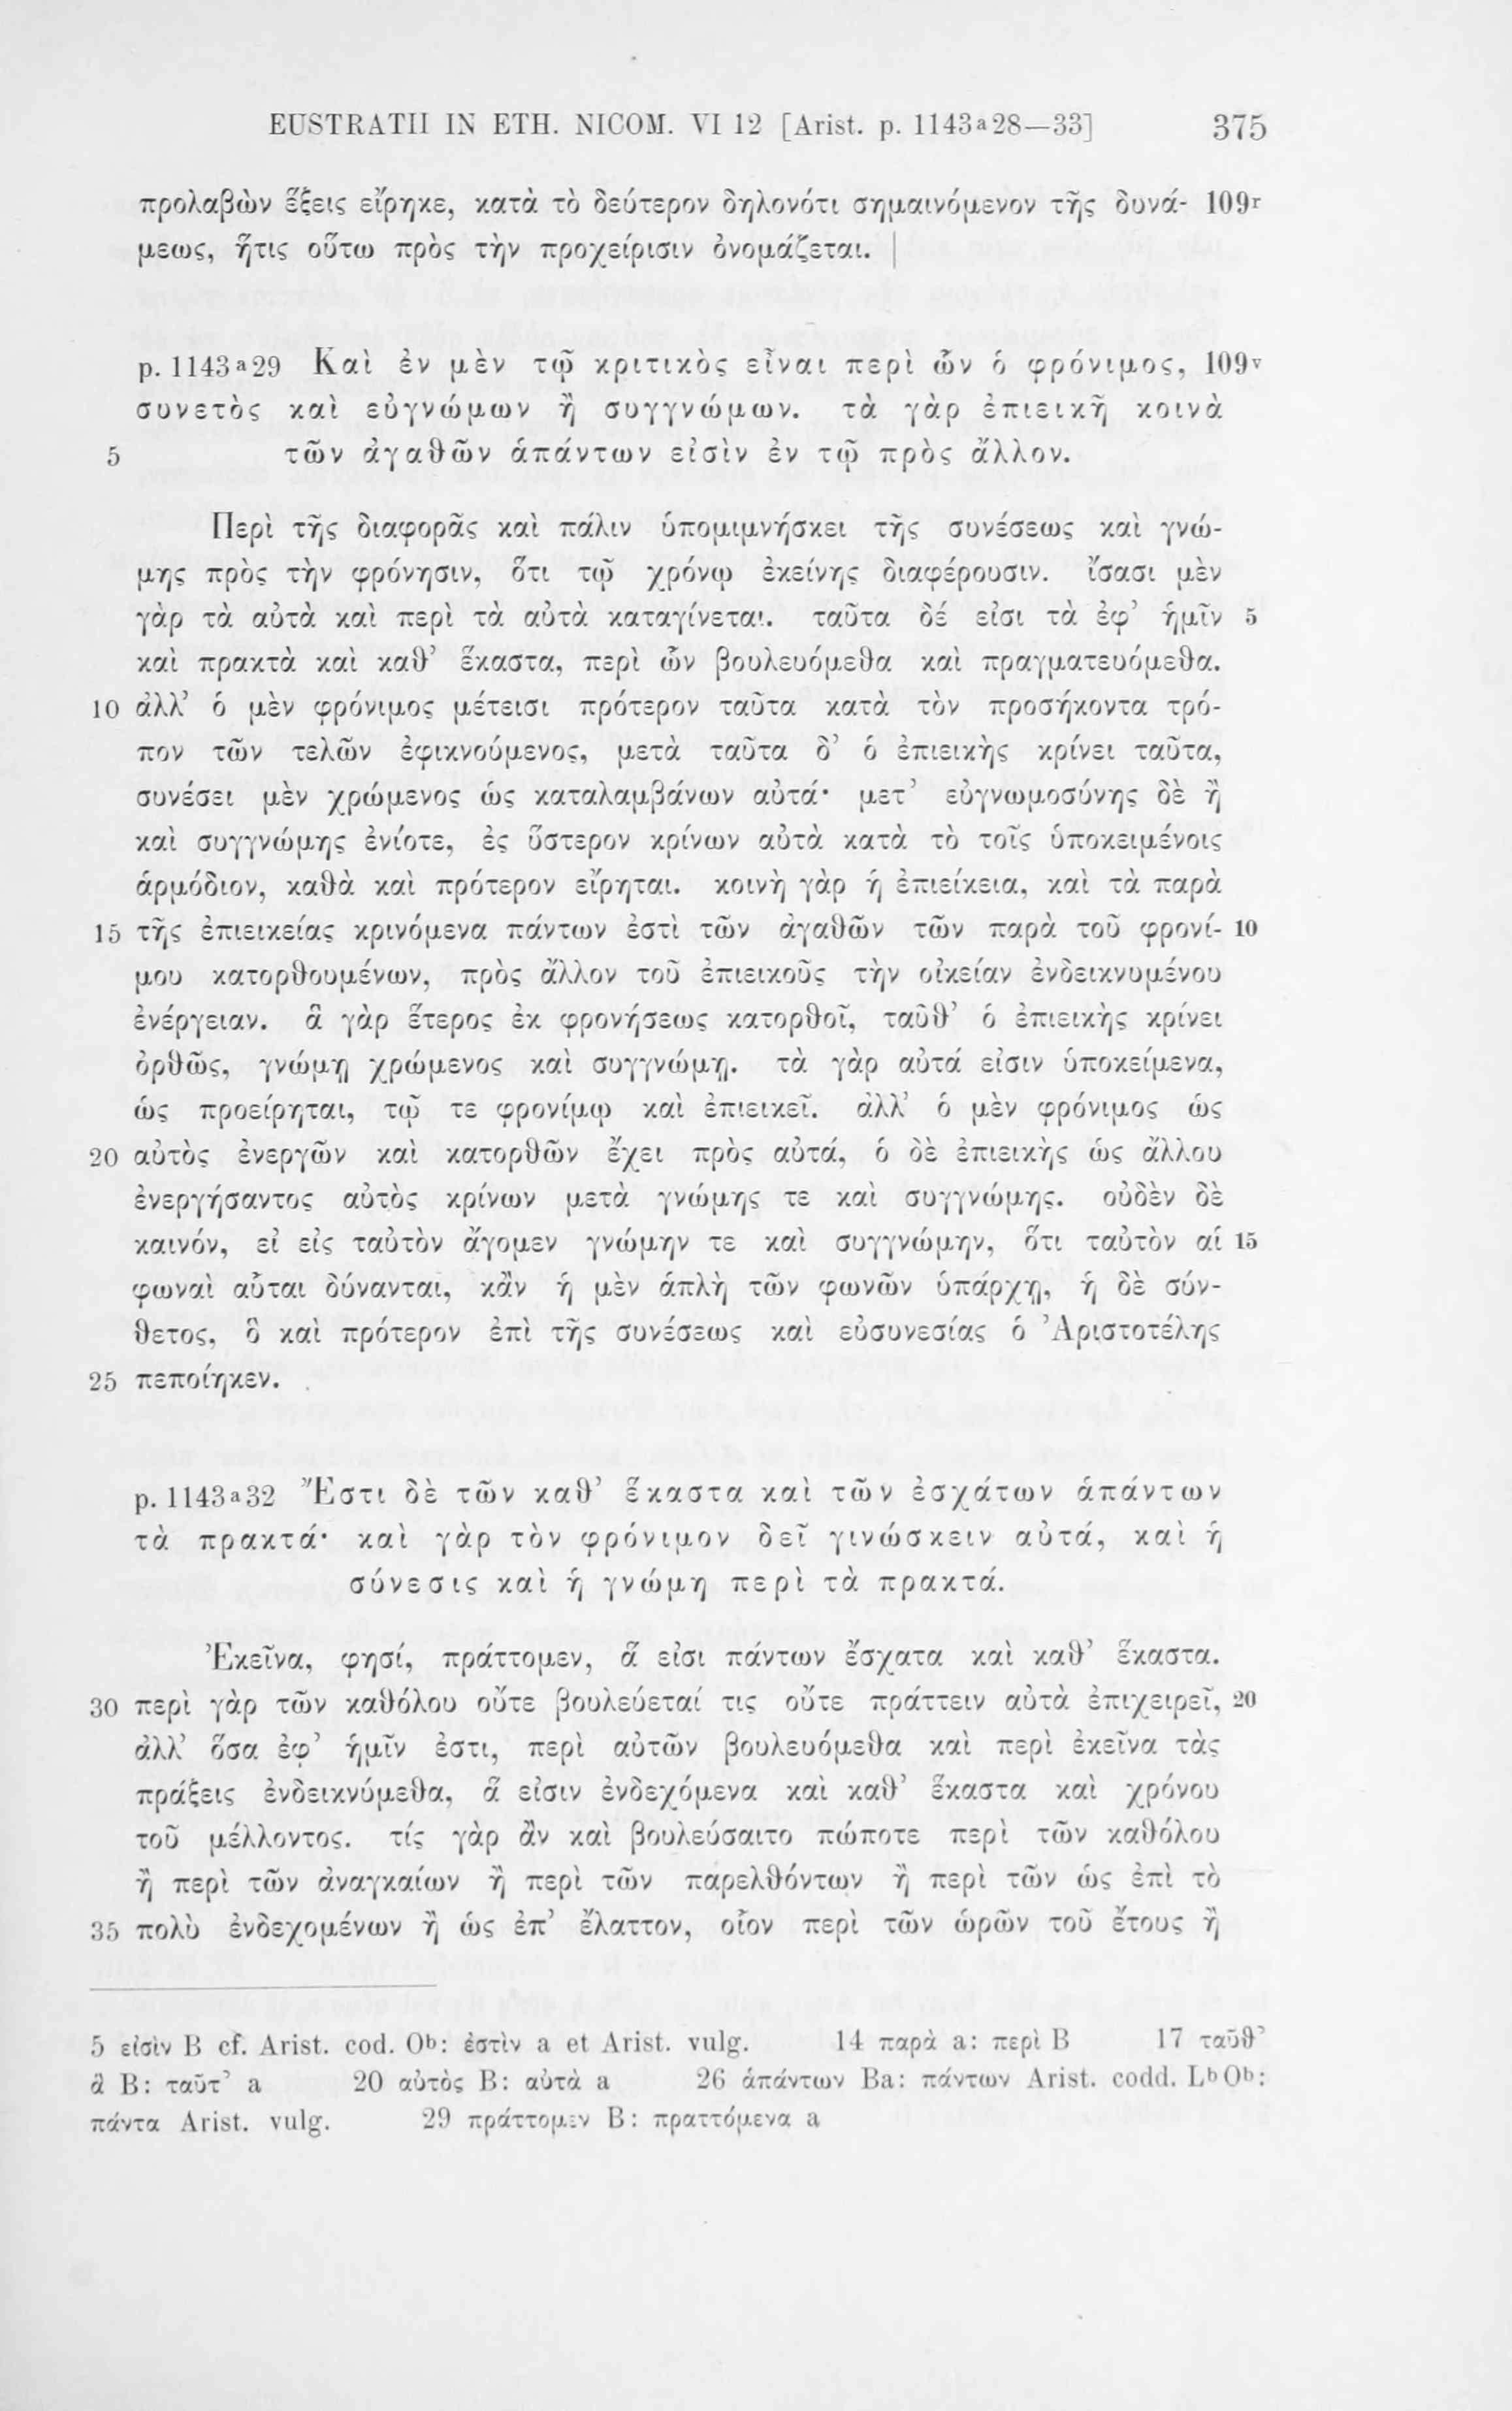 EUSTRATII IN ETH. NICOM. VI 12 [Arist. p. 1143a28—33] 375
προλαβὼν ἕξεις εἴρηκε, κατὰ τὸ δεύτερον δηλονότι σημαινόμενον τῆς δυνά- 109r
μεως, ἥτις οὕτω πρὸς τὴν προχείρισιν ὀνομάζεται. |
p. 1143a29 Καὶ ἐν μὲν τῷ κριτικὸς εἶναι περὶ ὧν ὁ φρόνιμος, 109v
συνετὸς καὶ εὐγνώμων ἢ συγγνώμων. τὰ γὰρ ἐπιεικῆ κοινὰ
5 τῶν ἀγαθῶν ἁπάντων εἰσὶν ἐν τῷ πρὸς ἄλλον.
Περὶ τῆς διαφορᾶς καὶ πάλιν ὑπομιμνήσκει τῆς συνέσεως καὶ γνώ-
μης πρὸς τὴν φρόνησιν, ὅτι τῷ χρόνῳ ἐκείνης διαφέρουσιν. ἴσασι μὲν
γὰρ τὰ αὐτὰ καὶ περὶ τὰ αὐτὰ καταγίνεται. ταῦτα δέ εἰσι τὰ ἐφ’ ἡμῖν 5
καὶ πρακτὰ καὶ καθ’ ἕκαστα, περὶ ὧν βουλευόμεθα καὶ πραγματευόμεθα.
10 ἀλλ’ ὁ μὲν φρόνιμος μέτεισι πρότερον ταῦτα κατὰ τὸν προσήκοντα τρό-
πον τῶν τελῶν ἐφικνούμενος, μετὰ ταῦτα δ’ ὁ ἐπιεικὴς κρίνει ταῦτα,
συνέσει μὲν χρώμενος ὡς καταλαμβάνων αὐτά· μετ’ εὐγνωμοσύνης δὲ ἢ
καὶ συγγνώμης ἐνίοτε, ἐς ὕστερον κρίνων αὐτὰ κατὰ τὸ τοῖς ὑποκειμένοις
ἁρμόδιον, καθὰ καὶ πρότερον εἴρηται. κοινὴ γὰρ ἡ ἐπιείκεια, καὶ τὰ παρὰ
15 τῆς ἐπιεικείας κρινόμενα πάντων ἐστὶ τῶν ἀγαθῶν τῶν παρὰ τοῦ φρονί- 10
μου κατορθουμένων, πρὸς ἄλλον τοῦ ἐπιεικοῦς τὴν οἰκείαν ἐνδεικνυμένου
ἐνέργειαν. ἃ γὰρ ἕτερος ἐκ φρονήσεως κατορθοῖ, ταῦθ’ ὁ ἐπιεικὴς κρίνει
ὀρθῶς, γνώμῃ χρώμενος καὶ συγγνώμῃ. τὰ γὰρ αὐτά εἰσιν ὑποκείμενα,
ὡς προείρηται, τῷ τε φρονίμῳ καὶ ἐπιεικεῖ. ἀλλ’ ὁ μὲν φρόνιμος ὡς
20 αὐτὸς ἐνεργῶν καὶ κατορθῶν ἔχει πρὸς αὐτά, ὁ δὲ ἐπιεικὴς ὡς ἄλλου
ἐνεργήσαντος αὐτὸς κρίνων μετὰ γνώμης τε καὶ συγγνώμης. οὐδὲν δὲ
καινόν, εἰ εἰς ταὐτὸν ἄγομεν γνώμην τε καὶ συγγνώμην, ὅτι ταὐτὸν αἱ 15
φωναὶ αὗται δύνανται, κἂν ἡ μὲν ἁπλῆ τῶν φωνῶν ὑπάρχῃ, ἡ δὲ σύν-
θετος, ὃ καὶ πρότερον ἐπὶ τῆς συνέσεως καὶ εὐσυνεσίας ὁ Ἀριστοτέλης
25 πεποίηκεν.
p. 1143a32 Ἔστι δὲ τῶν καθ’ ἕκαστα καὶ τῶν ἐσχάτων ἁπάντων
τὰ πρακτά· καὶ γὰρ τὸν φρόνιμον δεῖ γινώσκειν αὐτά, καὶ ἡ
σύνεσις καὶ ἡ γνώμη περὶ τὰ πρακτά.
Ἐκεῖνα, φησί, πράττομεν, ἅ εἰσι πάντων ἔσχατα καὶ καθ’ ἕκαστα.
30 περὶ γὰρ τῶν καθόλου οὔτε βουλεύεταί τις οὔτε πράττειν αὐτὰ ἐπιχειρεῖ, 20
ἀλλ’ ὅσα ἐφ’ ἡμῖν ἐστι, περὶ αὐτῶν βουλευόμεθα καὶ περὶ ἐκεῖνα τὰς
πράξεις ἐνδεικνύμεθα, ἅ εἰσιν ἐνδεχόμενα καὶ καθ’ ἕκαστα καὶ χρόνου
τοῦ μέλλοντος. τίς γὰρ ἂν καὶ βουλεύσαιτο πώποτε περὶ τῶν καθόλου
ἢ περὶ τῶν ἀναγκαίων ἢ περὶ τῶν παρελθόντων ἢ περὶ τῶν ὡς ἐπὶ τὸ
35 πολὺ ἐνδεχομένων ἢ ὡς ἐπ’ ἔλαττον, οἷον περὶ τῶν ὡρῶν τοῦ ἔτους ἢ
5 εἰσὶν B cf. Arist. cod. Ob: ἐστὶν a et Arist. vulg. 14 παρὰ a: περὶ B 17 ταῦθ’
ἃ B: ταῦτ’ a 20 αὐτὸς B: αὐτὰ a 26 ἁπάντων Ba: πάντων Arist. codd. LbOb:
πάντα Arist. vulg. 29 πράττομεν B: πραττόμενα a